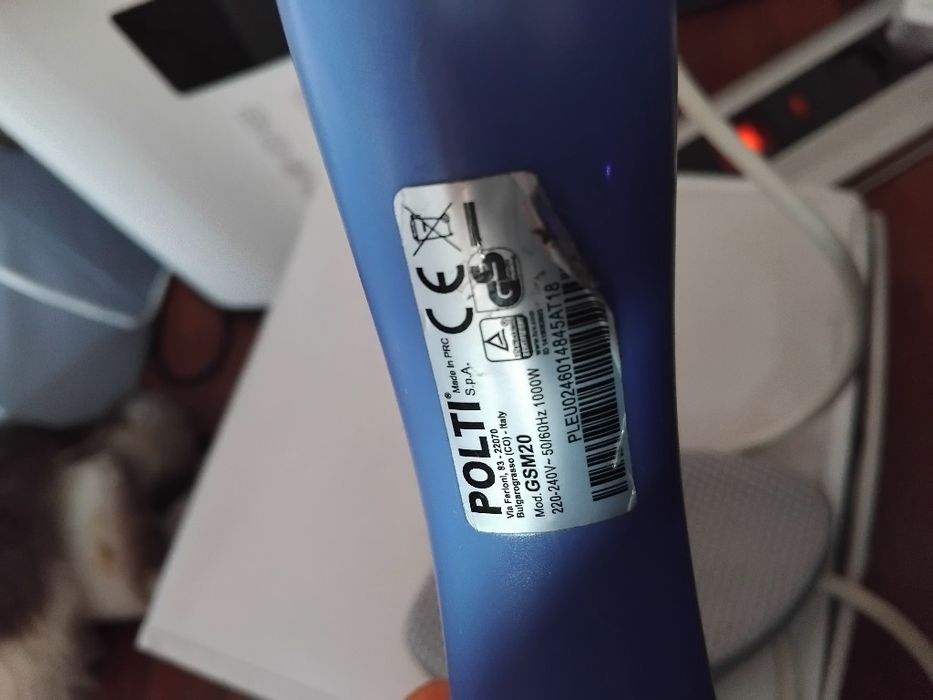 POLTI® Made in PRC
S.p.A.
CE
GS
Via Ferloni, 83 - 22070
Bulgarograsso (CO) - Italy
Mod. GSM20
220-240V~ 50/60Hz 1000W
PLEU0246014845AT18